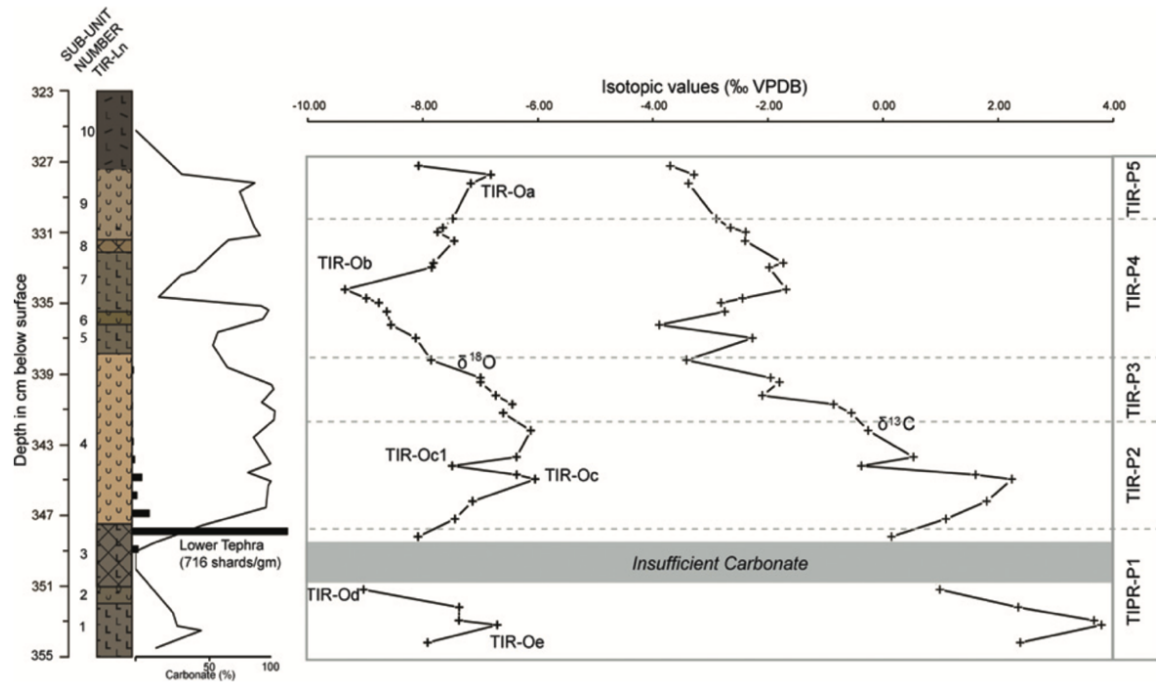 SUB-UNIT
NUMBER
TIR-Ln
Isotopic values (‰ VPDB)
-10.00 -8.00 -6.00 -4.00 -2.00 0.00 2.00 4.00
Depth in cm below surface
323
327
331
335
339
343
347
351
355
10
9
8
7
6
5
4
3
2
1
TIR-Oa
TIR-Ob
δ¹⁸O
δ¹³C
TIR-Oc1
TIR-Oc
Lower Tephra
(716 shards/gm)
Insufficient Carbonate
TIR-Od
TIR-Oe
TIR-P5
TIR-P4
TIR-P3
TIR-P2
TIPR-P1
50 100
Carbonate (%)